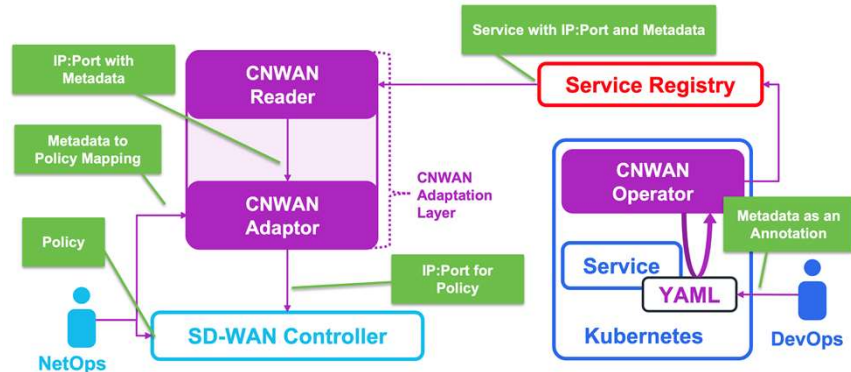 Service with IP:Port and Metadata
IP:Port with
Metadata
CNWAN
Reader
Service Registry
Metadata to
Policy Mapping
CNWAN
Adaptation
Layer
CNWAN
Operator
CNWAN
Adaptor
Metadata as an
Annotation
Policy
IP:Port for
Policy
Service
YAML
SD-WAN Controller
Kubernetes
DevOps
NetOps